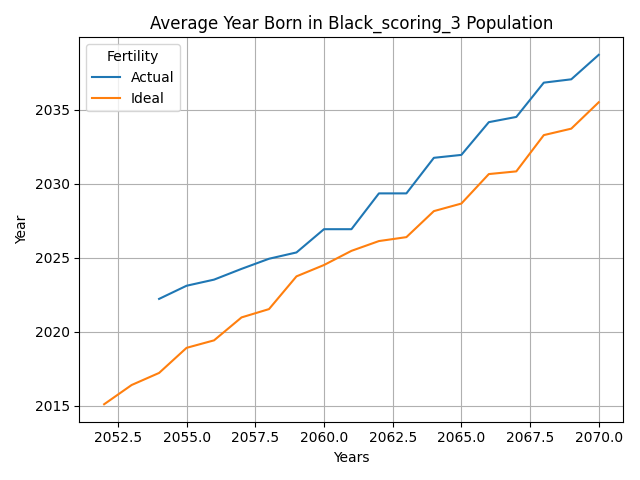 Average Year Born in Black_scoring_3 Population
Fertility
Actual
Ideal
2035
2030
2025
2020
2015
Year
2052.5 2055.0 2057.5 2060.0 2062.5 2065.0 2067.5 2070.0
Years